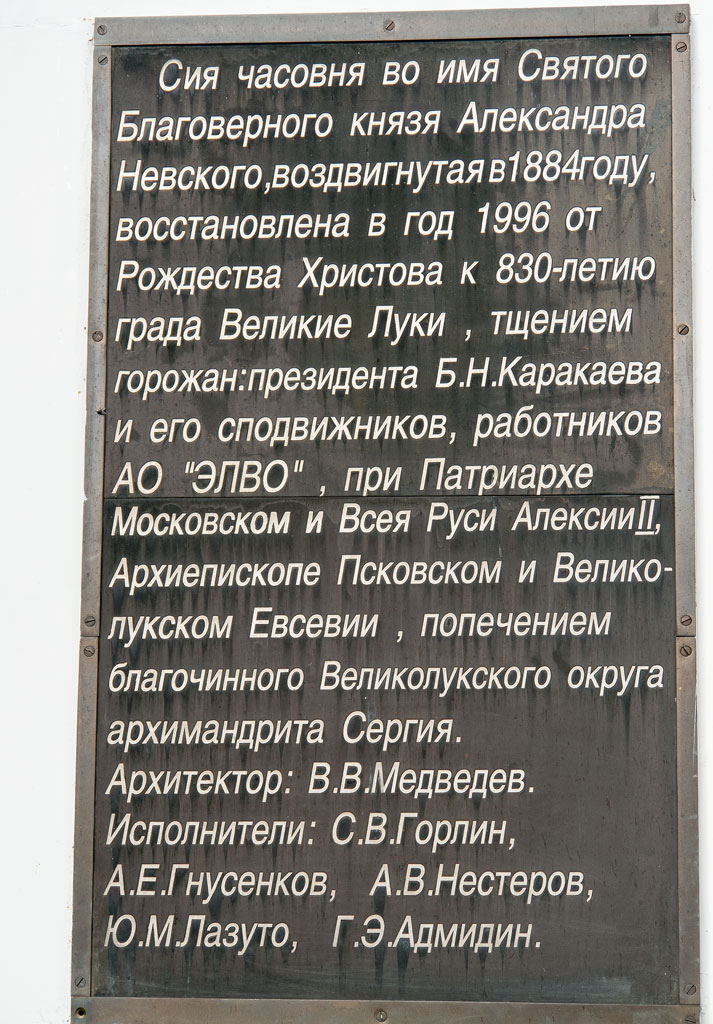 Сия часовня во имя Святого
Благоверного князя Александра
Невского,воздвигнутая в1884году,
восстановлена в год 1996 от
Рождества Христова к 830-летию
града Великие Луки , тщением
горожан:президента Б.Н.Каракаева
и его сподвижников, работников
АО "ЭЛВО" , при Патриархе
Московском и Всея Руси АлексииII,
Архиепископе Псковском и Велико-
лукском Евсевии , попечением
благочинного Великолукского округа
архимандрита Сергия.
Архитектор: В.В.Медведев.
Исполнители: С.В.Горлин,
А.Е.Гнусенков, А.В.Нестеров,
Ю.М.Лазуто, Г.Э.Адмидин.